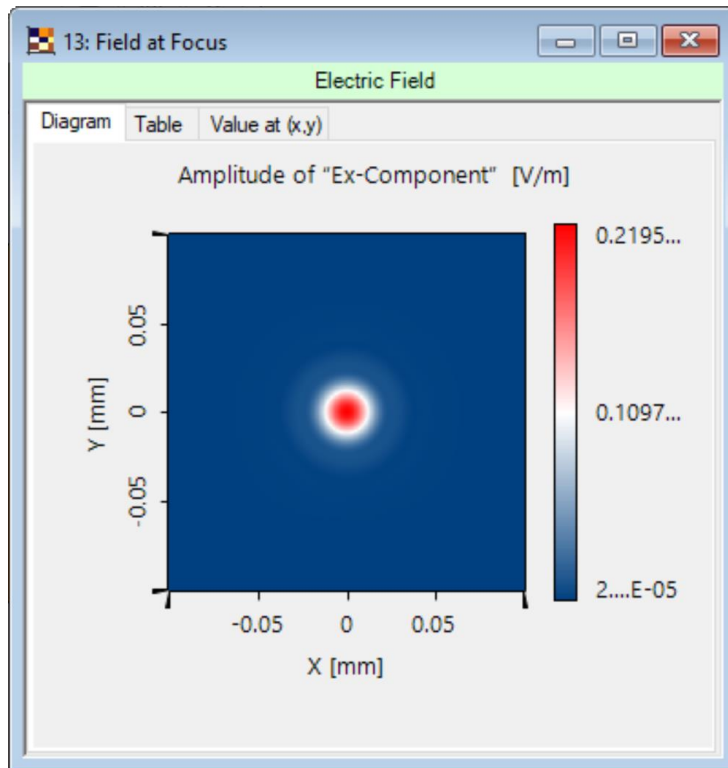 13: Field at Focus
Electric Field
Diagram Table Value at (x,y)
Amplitude of “Ex-Component” [V/m]
0.2195...
0.05
0
-0.05
Y [mm]
0.1097...
2....E-05
-0.05 0 0.05
X [mm]